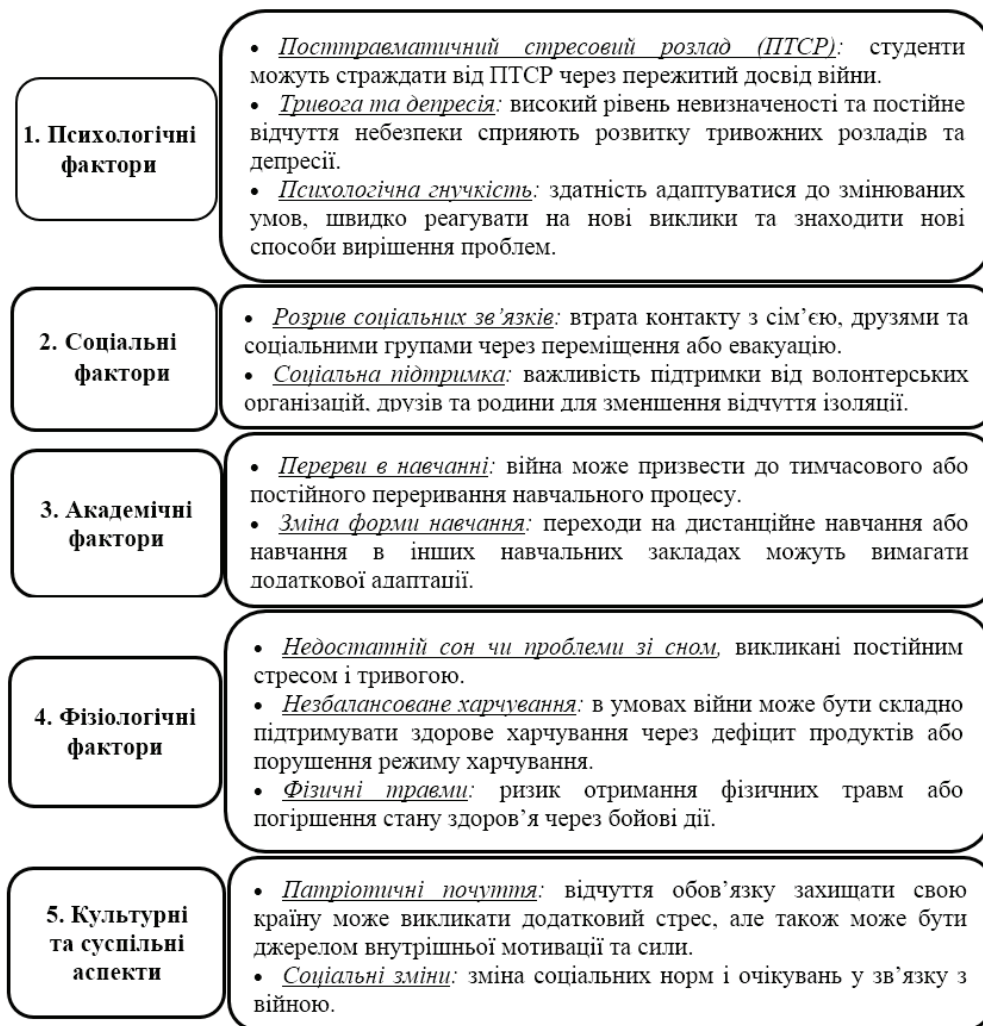 1. Психологічні
фактори
• Посттравматичний стресовий розлад (ПТСР): студенти
можуть страждати від ПТСР через пережитий досвід війни.
• Тривога та депресія: високий рівень невизначеності та постійне
відчуття небезпеки сприяють розвитку тривожних розладів та
депресії.
• Психологічна гнучкість: здатність адаптуватися до змінюваних
умов, швидко реагувати на нові виклики та знаходити нові
способи вирішення проблем.
2. Соціальні
фактори
• Розрив соціальних зв’язків: втрата контакту з сім’єю, друзями та
соціальними групами через переміщення або евакуацію.
• Соціальна підтримка: важливість підтримки від волонтерських
організацій, друзів та родини для зменшення відчуття ізоляції.
3. Академічні
фактори
• Перерви в навчанні: війна може призвести до тимчасового або
постійного переривання навчального процесу.
• Зміна форми навчання: переходи на дистанційне навчання або
навчання в інших навчальних закладах можуть вимагати
додаткової адаптації.
4. Фізіологічні
фактори
• Недостатній сон чи проблеми зі сном, викликані постійним
стресом і тривогою.
• Незбалансоване харчування: в умовах війни може бути складно
підтримувати здорове харчування через дефіцит продуктів або
порушення режиму харчування.
• Фізичні травми: ризик отримання фізичних травм або
погіршення стану здоров’я через бойові дії.
5. Культурні
та суспільні
аспекти
• Патріотичні почуття: відчуття обов’язку захищати свою
країну може викликати додатковий стрес, але також може бути
джерелом внутрішньої мотивації та сили.
• Соціальні зміни: зміна соціальних норм і очікувань у зв’язку з
війною.